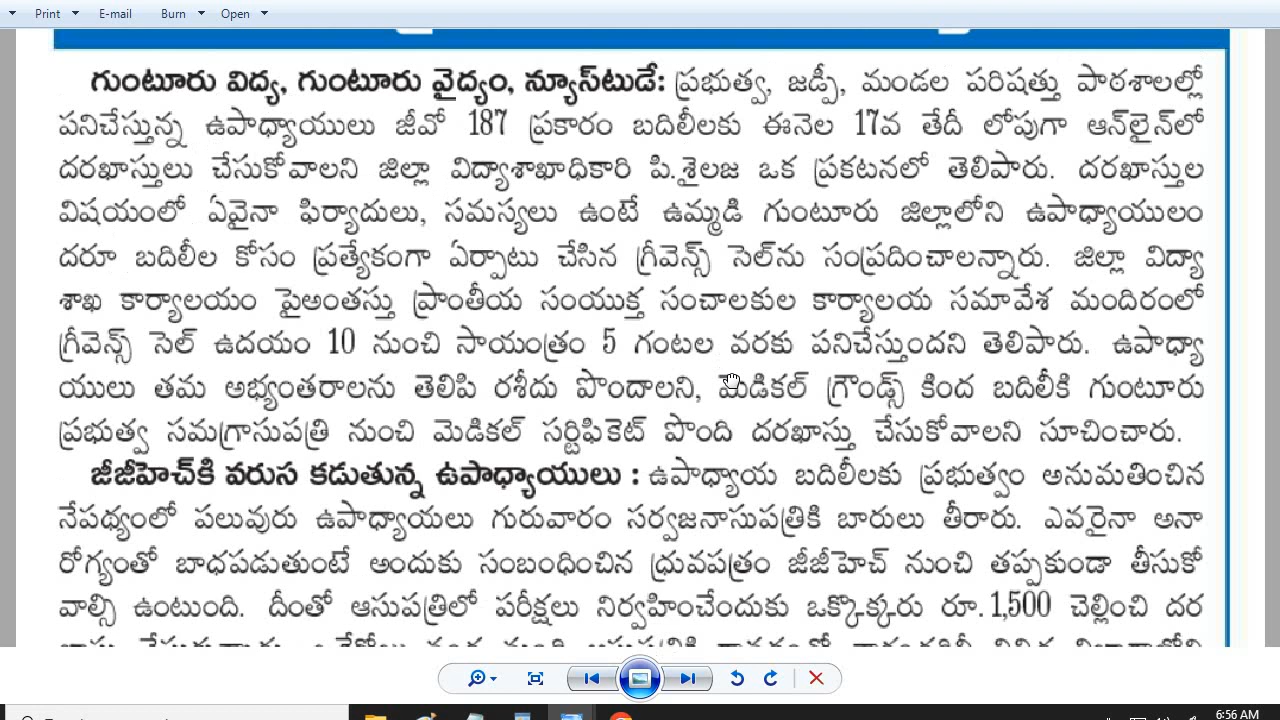 Print E-mail Burn Open
గుంటూరు విద్య, గుంటూరు వైద్యం, న్యూస్‌టుడే: ప్రభుత్వ, జడ్పీ, మండల పరిషత్తు పాఠశాలల్లో
పనిచేస్తున్న ఉపాధ్యాయులు జీవో 187 ప్రకారం బదిలీలకు ఈనెల 17వ తేదీ లోపుగా ఆన్‌లైన్‌లో
దరఖాస్తులు చేసుకోవాలని జిల్లా విద్యాశాఖాధికారి పి.శైలజ ఒక ప్రకటనలో తెలిపారు. దరఖాస్తుల
విషయంలో ఏవైనా ఫిర్యాదులు, సమస్యలు ఉంటే ఉమ్మడి గుంటూరు జిల్లాలోని ఉపాధ్యాయులం
దరూ బదిలీల కోసం ప్రత్యేకంగా ఏర్పాటు చేసిన గ్రీవెన్స్ సెల్‌ను సంప్రదించాలన్నారు. జిల్లా విద్యా
శాఖ కార్యాలయం పైఅంతస్తు ప్రాంతీయ సంయుక్త సంచాలకుల కార్యాలయ సమావేశ మందిరంలో
గ్రీవెన్స్ సెల్ ఉదయం 10 నుంచి సాయంత్రం 5 గంటల వరకు పనిచేస్తుందని తెలిపారు. ఉపాధ్యా
యులు తమ అభ్యంతరాలను తెలిపి రశీదు పొందాలని, మెడికల్ గ్రౌండ్స్ కింద బదిలీకి గుంటూరు
ప్రభుత్వ సమగ్రాసుపత్రి నుంచి మెడికల్ సర్టిఫికెట్ పొంది దరఖాస్తు చేసుకోవాలని సూచించారు.
జీజీహెచ్‌కి వరుస కడుతున్న ఉపాధ్యాయులు : ఉపాధ్యాయ బదిలీలకు ప్రభుత్వం అనుమతించిన
నేపథ్యంలో పలువురు ఉపాధ్యాయలు గురువారం సర్వజనాసుపత్రికి బారులు తీరారు. ఎవరైనా అనా
రోగ్యంతో బాధపడుతుంటే అందుకు సంబంధించిన ధ్రువపత్రం జీజీహెచ్ నుంచి తప్పకుండా తీసుకో
వాల్సి ఉంటుంది. దీంతో ఆసుపత్రిలో పరీక్షలు నిర్వహించేందుకు ఒక్కొక్కరు రూ.1,500 చెల్లించి దర
6:56 AM